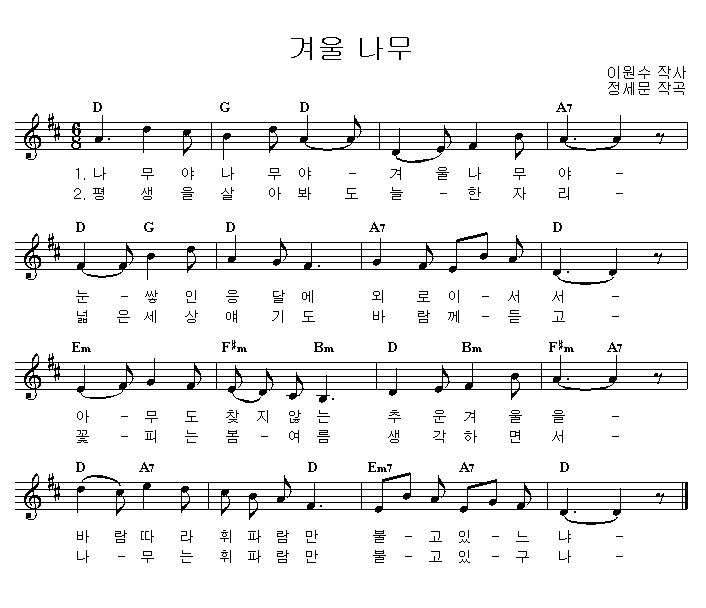 겨울 나무
이원수 작사
정세문 작곡
D G D A7
6
8
1. 나 무 야 나 무 야 - 겨 울 나 무 야 -
2. 평 생 을 살 아 봐 도 늘 - 한 자 리 -
D G D A7 D
눈 - 쌓 인 응 달 에 외 로 이 - 서 서 -
넓 은 세 상 얘 기 도 바 람 께 - 듣 고 -
Em F#m Bm D Bm F#m A7
아 - 무 도 찾 지 않 는 추 운 겨 울 을 -
꽃 - 피 는 봄 - 여 름 생 각 하 면 서 -
D A7 D Em7 A7 D
바 람 따 라 휘 파 람 만 불 - 고 있 - 느 냐 -
나 - 무 는 휘 파 람 만 불 - 고 있 - 구 나 -